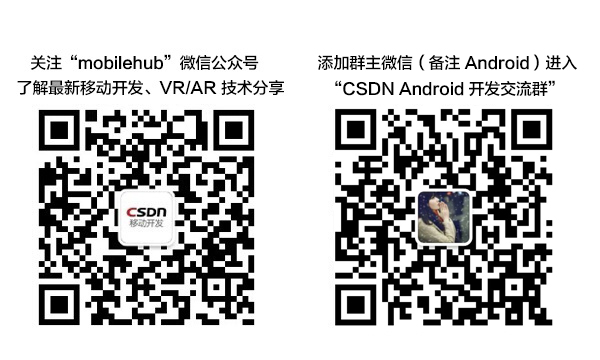 关注“mobilehub”微信公众号
了解最新移动开发、VR/AR 技术分享
CSDN
移动开发
添加群主微信（备注 Android）进入
“CSDN Android 开发交流群”